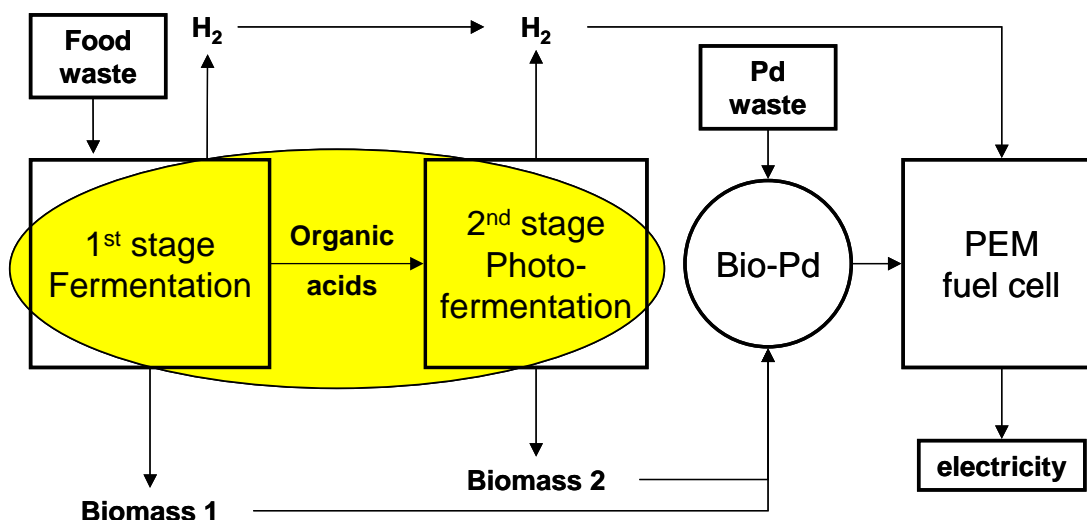 Food
waste
H₂
H₂
Pd
waste
1ˢᵗ stage
Fermentation
Organic
acids
2ⁿᵈ stage
Photo-
fermentation
Bio-Pd
PEM
fuel cell
Biomass 2
electricity
Biomass 1